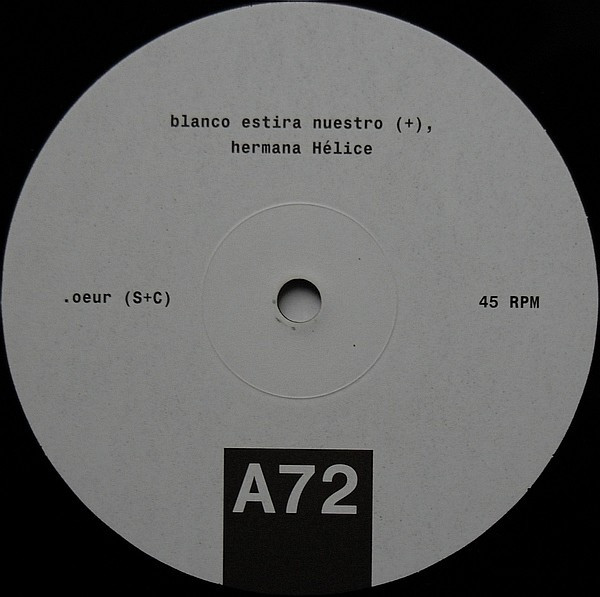 blanco estira nuestro (+),
hermana Hélice
.oeur (S+C)
45 RPM
A72